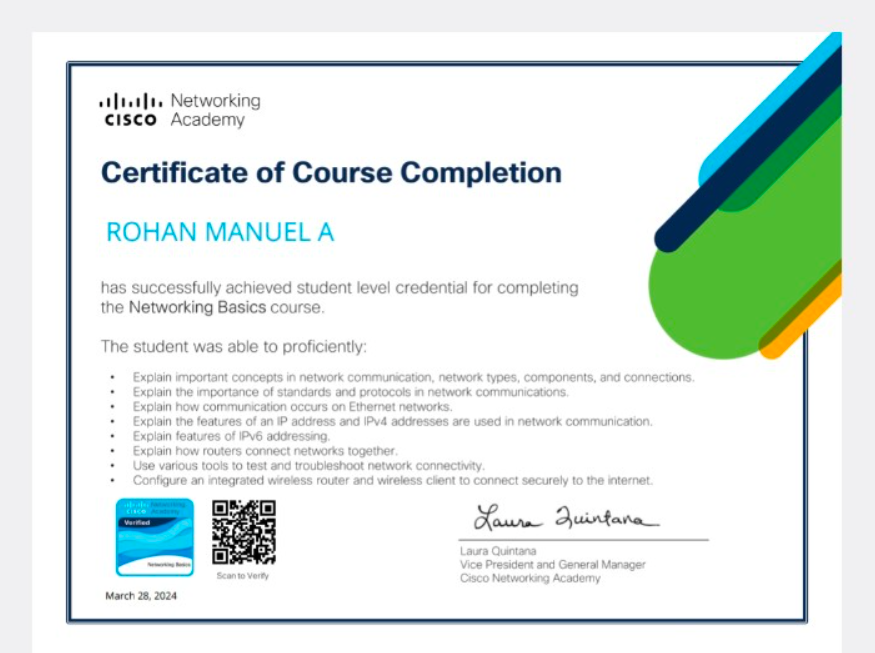 Networking
CISCO Academy
Certificate of Course Completion
ROHAN MANUEL A
has successfully achieved student level credential for completing
the Networking Basics course.
The student was able to proficiently:
• Explain important concepts in network communication, network types, components, and connections.
• Explain the importance of standards and protocols in network communications.
• Explain how communication occurs on Ethernet networks.
• Explain the features of an IP address and IPv4 addresses are used in network communication.
• Explain features of IPv6 addressing.
• Explain how routers connect networks together.
• Use various tools to test and troubleshoot network connectivity.
• Configure an integrated wireless router and wireless client to connect securely to the internet.
Networking
CISCO Academy
Verified
Networking Basics
Scan to Verify
March 28, 2024
Laura Quintana
Laura Quintana
Vice President and General Manager
Cisco Networking Academy